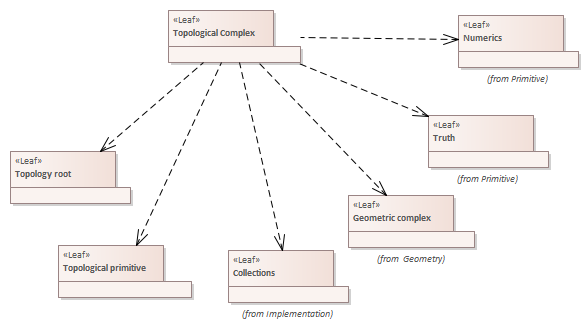 «Leaf»
Topological Complex
«Leaf»
Numerics
(from Primitive)
«Leaf»
Truth
(from Primitive)
«Leaf»
Topology root
«Leaf»
Geometric complex
(from Geometry)
«Leaf»
Topological primitive
«Leaf»
Collections
(from Implementation)